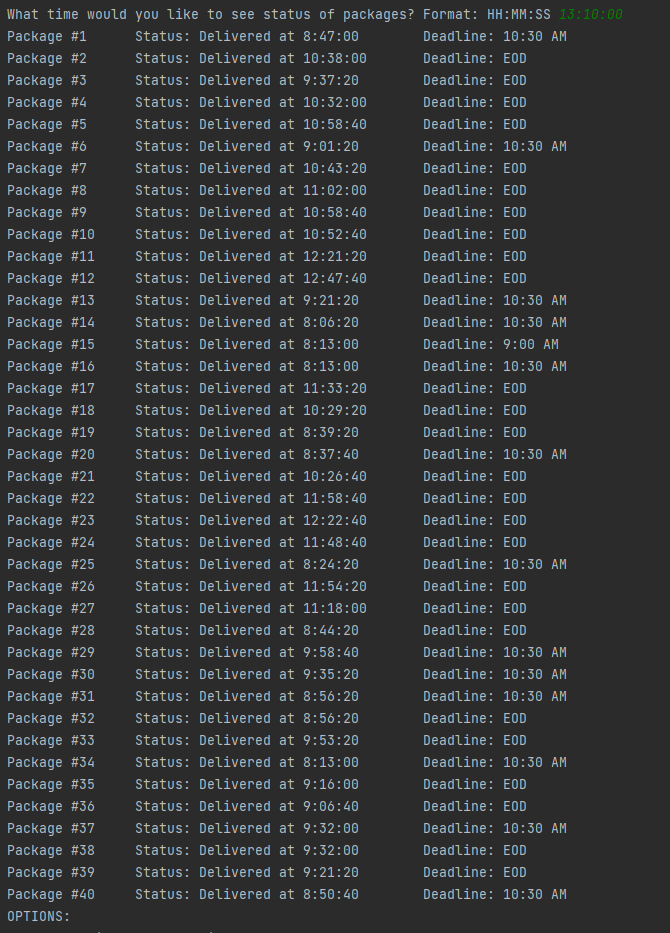 What time would you like to see status of packages? Format: HH:MM:SS 13:10:00
Package #1 Status: Delivered at 8:47:00 Deadline: 10:30 AM
Package #2 Status: Delivered at 10:38:00 Deadline: EOD
Package #3 Status: Delivered at 9:37:20 Deadline: EOD
Package #4 Status: Delivered at 10:32:00 Deadline: EOD
Package #5 Status: Delivered at 10:58:40 Deadline: EOD
Package #6 Status: Delivered at 9:01:20 Deadline: 10:30 AM
Package #7 Status: Delivered at 10:43:20 Deadline: EOD
Package #8 Status: Delivered at 11:02:00 Deadline: EOD
Package #9 Status: Delivered at 10:58:40 Deadline: EOD
Package #10 Status: Delivered at 10:52:40 Deadline: EOD
Package #11 Status: Delivered at 12:21:20 Deadline: EOD
Package #12 Status: Delivered at 12:47:40 Deadline: EOD
Package #13 Status: Delivered at 9:21:20 Deadline: 10:30 AM
Package #14 Status: Delivered at 8:06:20 Deadline: 10:30 AM
Package #15 Status: Delivered at 8:13:00 Deadline: 9:00 AM
Package #16 Status: Delivered at 8:13:00 Deadline: 10:30 AM
Package #17 Status: Delivered at 11:33:20 Deadline: EOD
Package #18 Status: Delivered at 10:29:20 Deadline: EOD
Package #19 Status: Delivered at 8:39:20 Deadline: EOD
Package #20 Status: Delivered at 8:37:40 Deadline: 10:30 AM
Package #21 Status: Delivered at 10:26:40 Deadline: EOD
Package #22 Status: Delivered at 11:58:40 Deadline: EOD
Package #23 Status: Delivered at 12:22:40 Deadline: EOD
Package #24 Status: Delivered at 11:48:40 Deadline: EOD
Package #25 Status: Delivered at 8:24:20 Deadline: 10:30 AM
Package #26 Status: Delivered at 11:54:20 Deadline: EOD
Package #27 Status: Delivered at 11:18:00 Deadline: EOD
Package #28 Status: Delivered at 8:44:20 Deadline: EOD
Package #29 Status: Delivered at 9:58:40 Deadline: 10:30 AM
Package #30 Status: Delivered at 9:35:20 Deadline: 10:30 AM
Package #31 Status: Delivered at 8:56:20 Deadline: 10:30 AM
Package #32 Status: Delivered at 8:56:20 Deadline: EOD
Package #33 Status: Delivered at 9:53:20 Deadline: EOD
Package #34 Status: Delivered at 8:13:00 Deadline: 10:30 AM
Package #35 Status: Delivered at 9:16:00 Deadline: EOD
Package #36 Status: Delivered at 9:06:40 Deadline: EOD
Package #37 Status: Delivered at 9:32:00 Deadline: 10:30 AM
Package #38 Status: Delivered at 9:32:00 Deadline: EOD
Package #39 Status: Delivered at 9:21:20 Deadline: EOD
Package #40 Status: Delivered at 8:50:40 Deadline: 10:30 AM
OPTIONS: